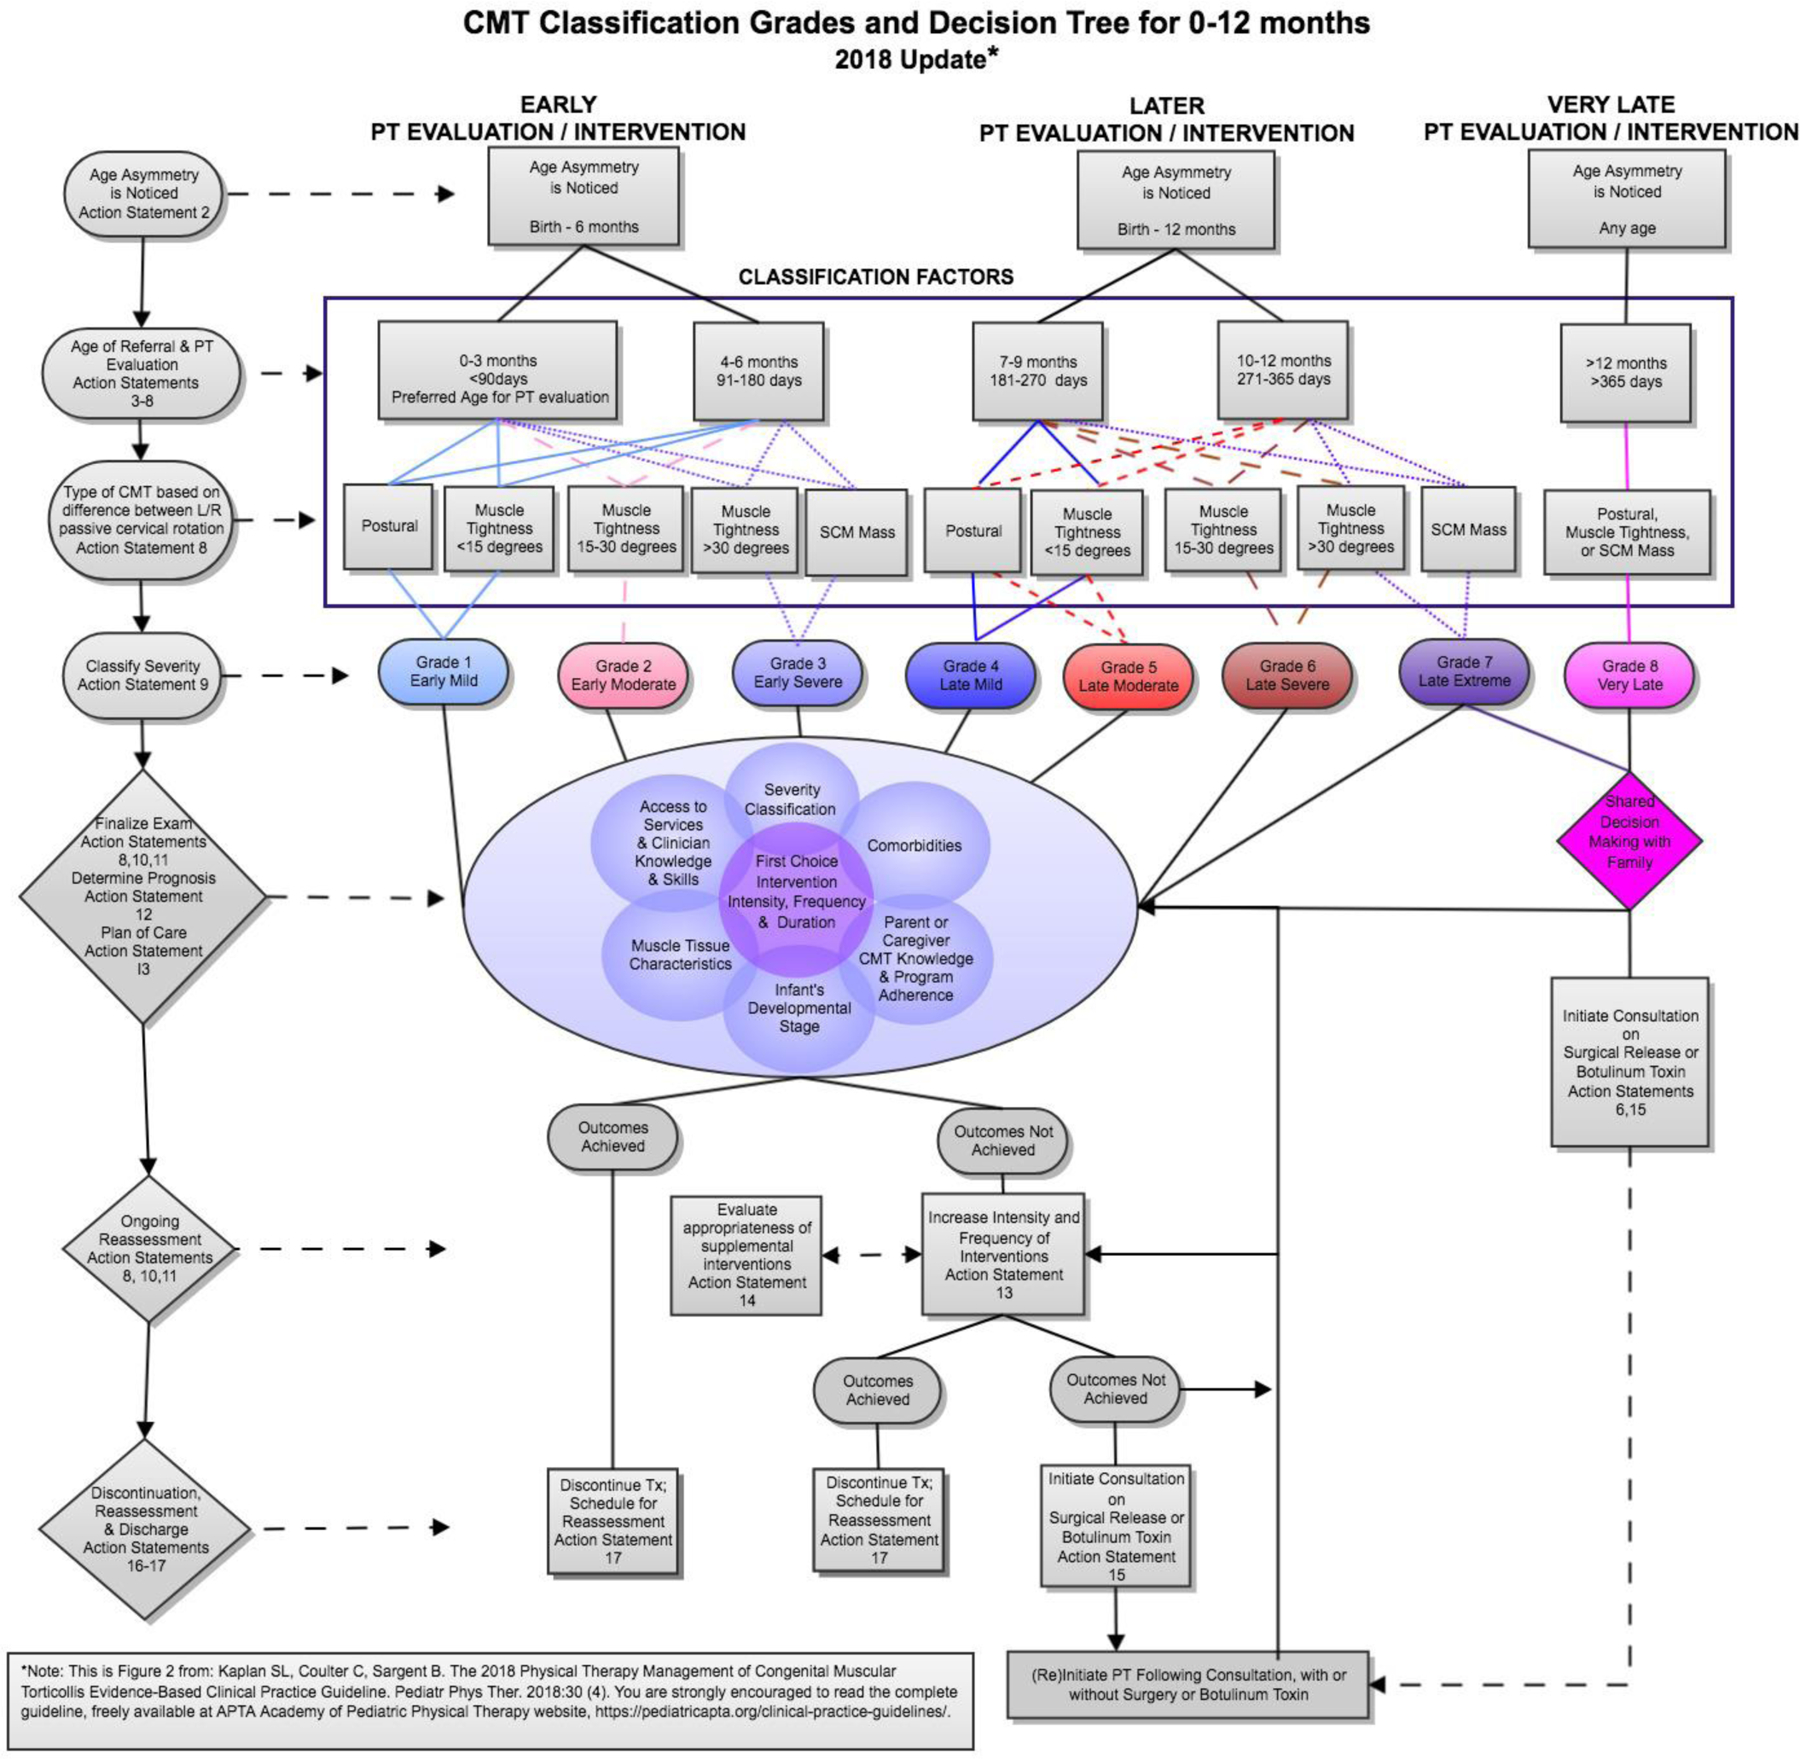 CMT Classification Grades and Decision Tree for 0-12 months
2018 Update*
EARLY
PT EVALUATION / INTERVENTION
LATER
PT EVALUATION / INTERVENTION
VERY LATE
PT EVALUATION / INTERVENTION
Age Asymmetry
is Noticed
Action Statement 2
Age Asymmetry
is Noticed
Birth - 6 months
Age Asymmetry
is Noticed
Birth - 12 months
Age Asymmetry
is Noticed
Any age
CLASSIFICATION FACTORS
Age of Referral & PT
Evaluation
Action Statements
3-8
0-3 months
<90days
Preferred Age for PT evaluation
4-6 months
91-180 days
7-9 months
181-270 days
10-12 months
271-365 days
>12 months
>365 days
Type of CMT based on
difference between L/R
passive cervical rotation
Action Statement 8
Postural
Muscle
Tightness
<15 degrees
Muscle
Tightness
15-30 degrees
Muscle
Tightness
>30 degrees
SCM Mass
Postural
Muscle
Tightness
<15 degrees
Muscle
Tightness
15-30 degrees
Muscle
Tightness
>30 degrees
SCM Mass
Postural,
Muscle Tightness,
or SCM Mass
Classify Severity
Action Statement 9
Grade 1
Early Mild
Grade 2
Early Moderate
Grade 3
Early Severe
Grade 4
Late Mild
Grade 5
Late Moderate
Grade 6
Late Severe
Grade 7
Late Extreme
Grade 8
Very Late
Finalize Exam
Action Statements
8,10,11
Determine Prognosis
Action Statement
12
Plan of Care
Action Statement
I3
Access to
Services
& Clinician
Knowledge
& Skills
Severity
Classification
Comorbidities
First Choice
Intervention
Intensity, Frequency
& Duration
Muscle Tissue
Characteristics
Infant's
Developmental
Stage
Parent or
Caregiver
CMT Knowledge
& Program
Adherence
Shared
Decision
Making with
Family
Initiate Consultation
on
Surgical Release or
Botulinum Toxin
Action Statements
6,15
Outcomes
Achieved
Outcomes Not
Achieved
Ongoing
Reassessment
Action Statements
8, 10,11
Evaluate
appropriateness of
supplemental
interventions
Action Statement
14
Increase Intensity and
Frequency of
Interventions
Action Statement
13
Outcomes
Achieved
Outcomes Not
Achieved
Discontinuation,
Reassessment
& Discharge
Action Statements
16-17
Discontinue Tx;
Schedule for
Reassessment
Action Statement
17
Discontinue Tx;
Schedule for
Reassessment
Action Statement
17
Initiate Consultation
on
Surgical Release or
Botulinum Toxin
Action Statement
15
(Re)Initiate PT Following Consultation, with or
without Surgery or Botulinum Toxin
*Note: This is Figure 2 from: Kaplan SL, Coulter C, Sargent B. The 2018 Physical Therapy Management of Congenital Muscular
Torticollis Evidence-Based Clinical Practice Guideline. Pediatr Phys Ther. 2018:30 (4). You are strongly encouraged to read the complete
guideline, freely available at APTA Academy of Pediatric Physical Therapy website, https://pediatricapta.org/clinical-practice-guidelines/.